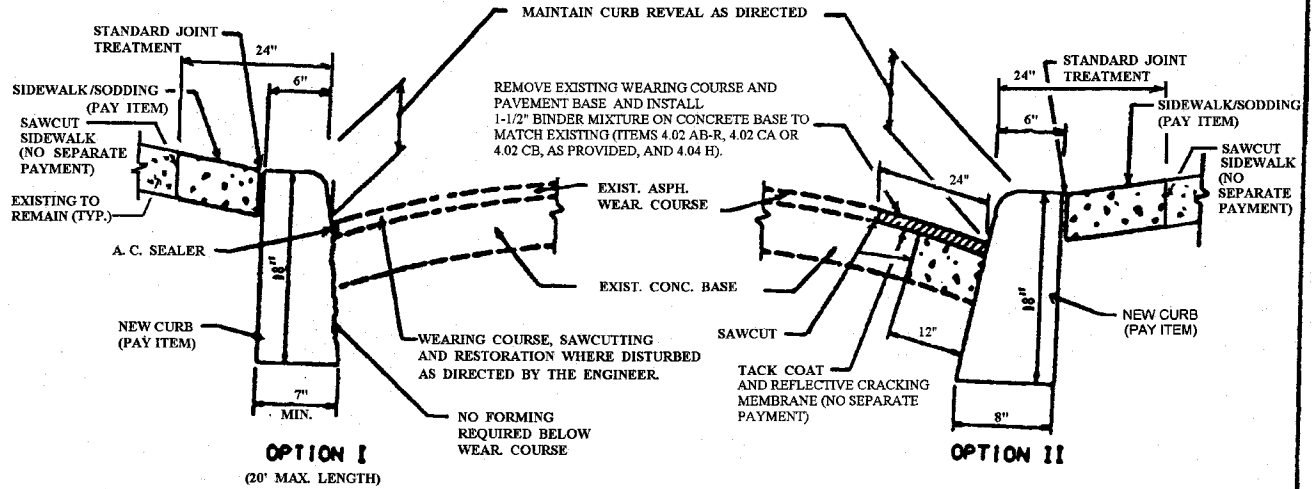 MAINTAIN CURB REVEAL AS DIRECTED
STANDARD JOINT
TREATMENT
24"
6"
SIDEWALK/SODDING
(PAY ITEM)
SAWCUT
SIDEWALK
(NO SEPARATE
PAYMENT)
EXISTING TO
REMAIN (TYP.)
A. C. SEALER
18"
NEW CURB
(PAY ITEM)
7"
MIN.
OPTION I
(20' MAX. LENGTH)
REMOVE EXISTING WEARING COURSE AND
PAVEMENT BASE AND INSTALL
1-1/2" BINDER MIXTURE ON CONCRETE BASE TO
MATCH EXISTING (ITEMS 4.02 AB-R, 4.02 CA OR
4.02 CB, AS PROVIDED, AND 4.04 H).
EXIST. ASPH.
WEAR. COURSE
EXIST. CONC. BASE
WEARING COURSE, SAWCUTTING
AND RESTORATION WHERE DISTURBED
AS DIRECTED BY THE ENGINEER.
NO FORMING
REQUIRED BELOW
WEAR. COURSE
SAWCUT
TACK COAT
AND REFLECTIVE CRACKING
MEMBRANE (NO SEPARATE
PAYMENT)
24"
12"
STANDARD JOINT
TREATMENT
24"
6"
SIDEWALK/SODDING
(PAY ITEM)
SAWCUT
SIDEWALK
(NO
SEPARATE
PAYMENT)
18"
NEW CURB
(PAY ITEM)
8"
OPTION II